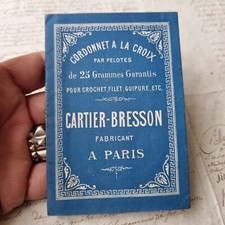 CORDONNET A LA CROIX
PAR PELOTES
de 25 Grammes Garantis
POUR CROCHET, FILET, GUIPURE, ETC.
CARTIER-BRESSON
FABRICANT
A PARIS